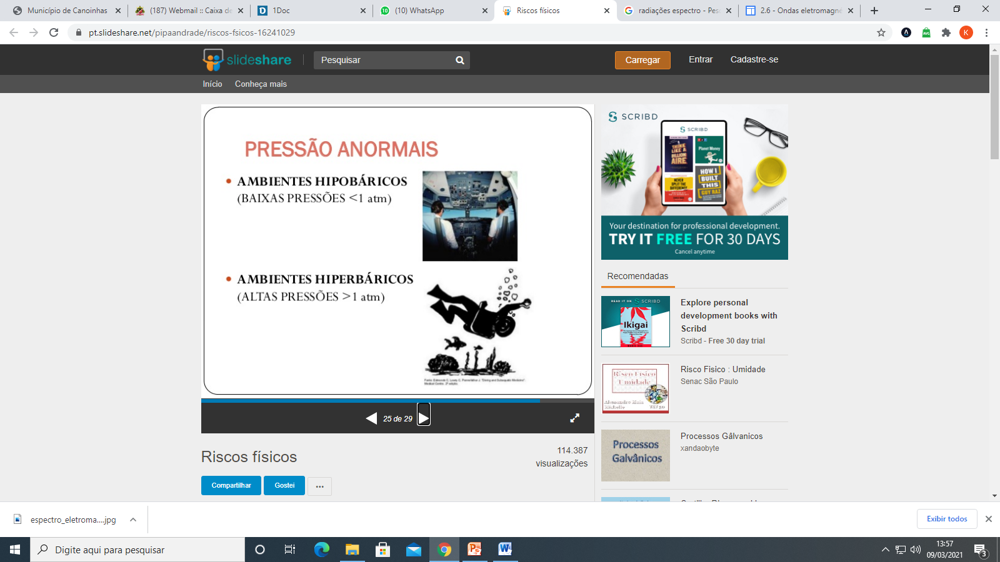 Município de Canoinhas
(187) Webmail :: Caixa de
1Doc
(10) WhatsApp
Riscos físicos
radiações espectro - Pes
2.6 - Ondas eletromagné
pt.slideshare.net/pipaandrade/riscos-fsicos-16241029
K
slideshare
Pesquisar
Carregar
Entrar
Cadastre-se
Início
Conheça mais
PRESSÃO ANORMAIS
• AMBIENTES HIPOBÁRICOS
(BAIXAS PRESSÕES <1 atm)
• AMBIENTES HIPERBÁRICOS
(ALTAS PRESSÕES >1 atm)
25 de 29
SCRIBD
SCRIBD
THINK LIKE A BILLIONAIRE
Planet Money
NEVER SPLIT THE DIFFERENCE
HOW I BUILT THIS
GUY RAZ
Your destination for professional development.
TRY IT FREE FOR 30 DAYS
Cancel anytime
Recomendadas
READ IT ON SCRIBD
Ikigai
Explore personal
development books with
Scribd
Scribd - Free 30 day trial
Risco Fisico
Umidade
Risco Fisico : Umidade
Senac São Paulo
Processos
Galvânicos
Processos Gâlvanicos
xandaobyte
Riscos físicos
114.387
visualizações
Compartilhar
Gostei
...
espectro_eletroma....jpg
Exibir todos
Digite aqui para pesquisar
13:57
09/03/2021
3